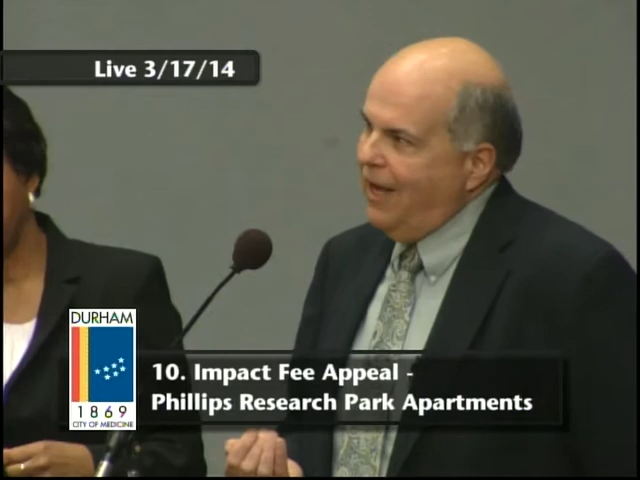 Live 3/17/14
DURHAM
1869
CITY OF MEDICINE
10. Impact Fee Appeal -
Phillips Research Park Apartments